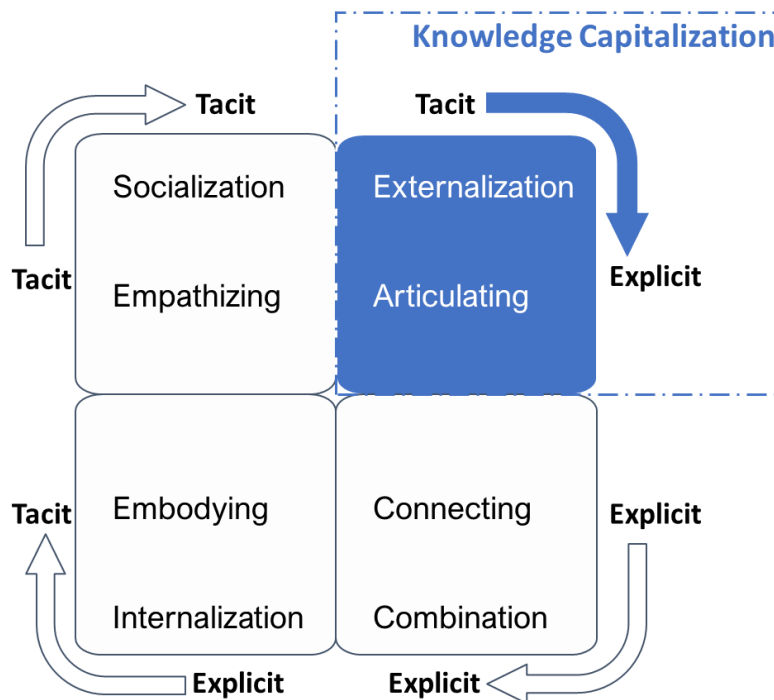 Knowledge Capitalization
Tacit
Tacit
Socialization
Externalization
Tacit
Explicit
Empathizing
Articulating
Tacit
Embodying
Connecting
Explicit
Internalization
Combination
Explicit
Explicit